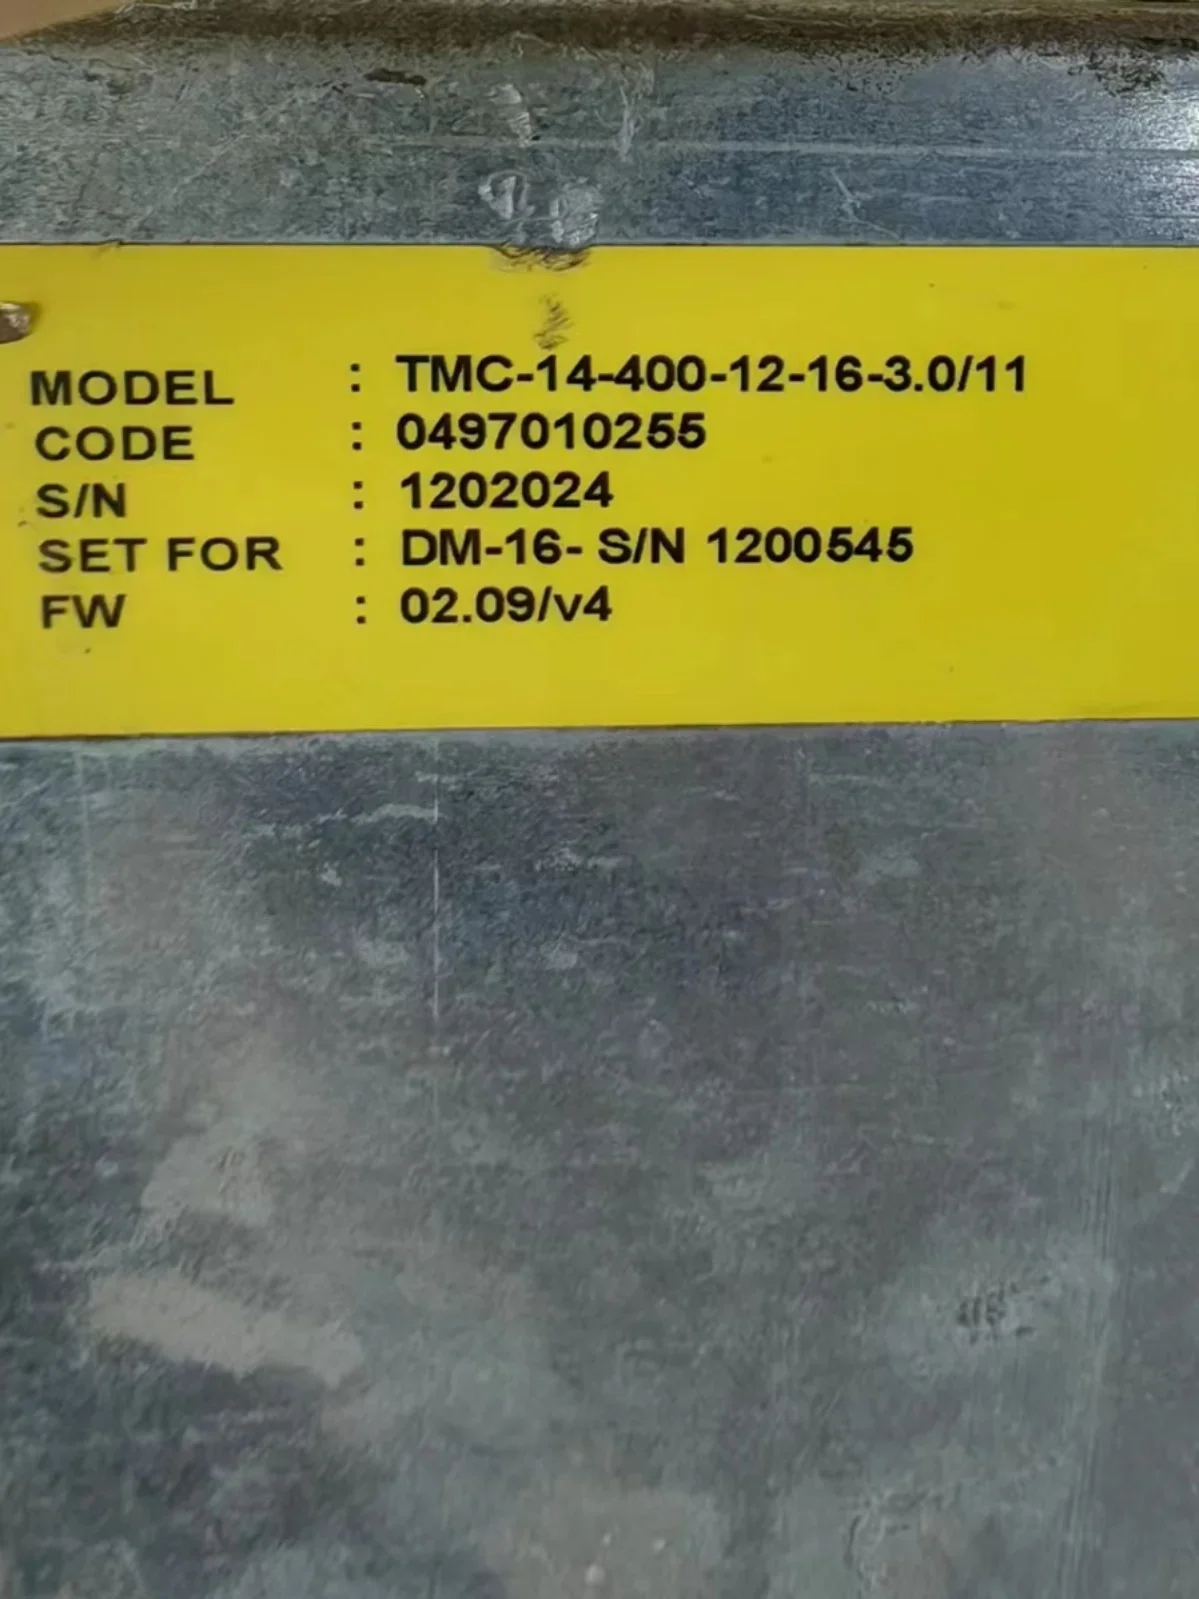 MODEL : TMC-14-400-12-16-3.0/11
CODE : 0497010255
S/N : 1202024
SET FOR : DM-16- S/N 1200545
FW : 02.09/v4